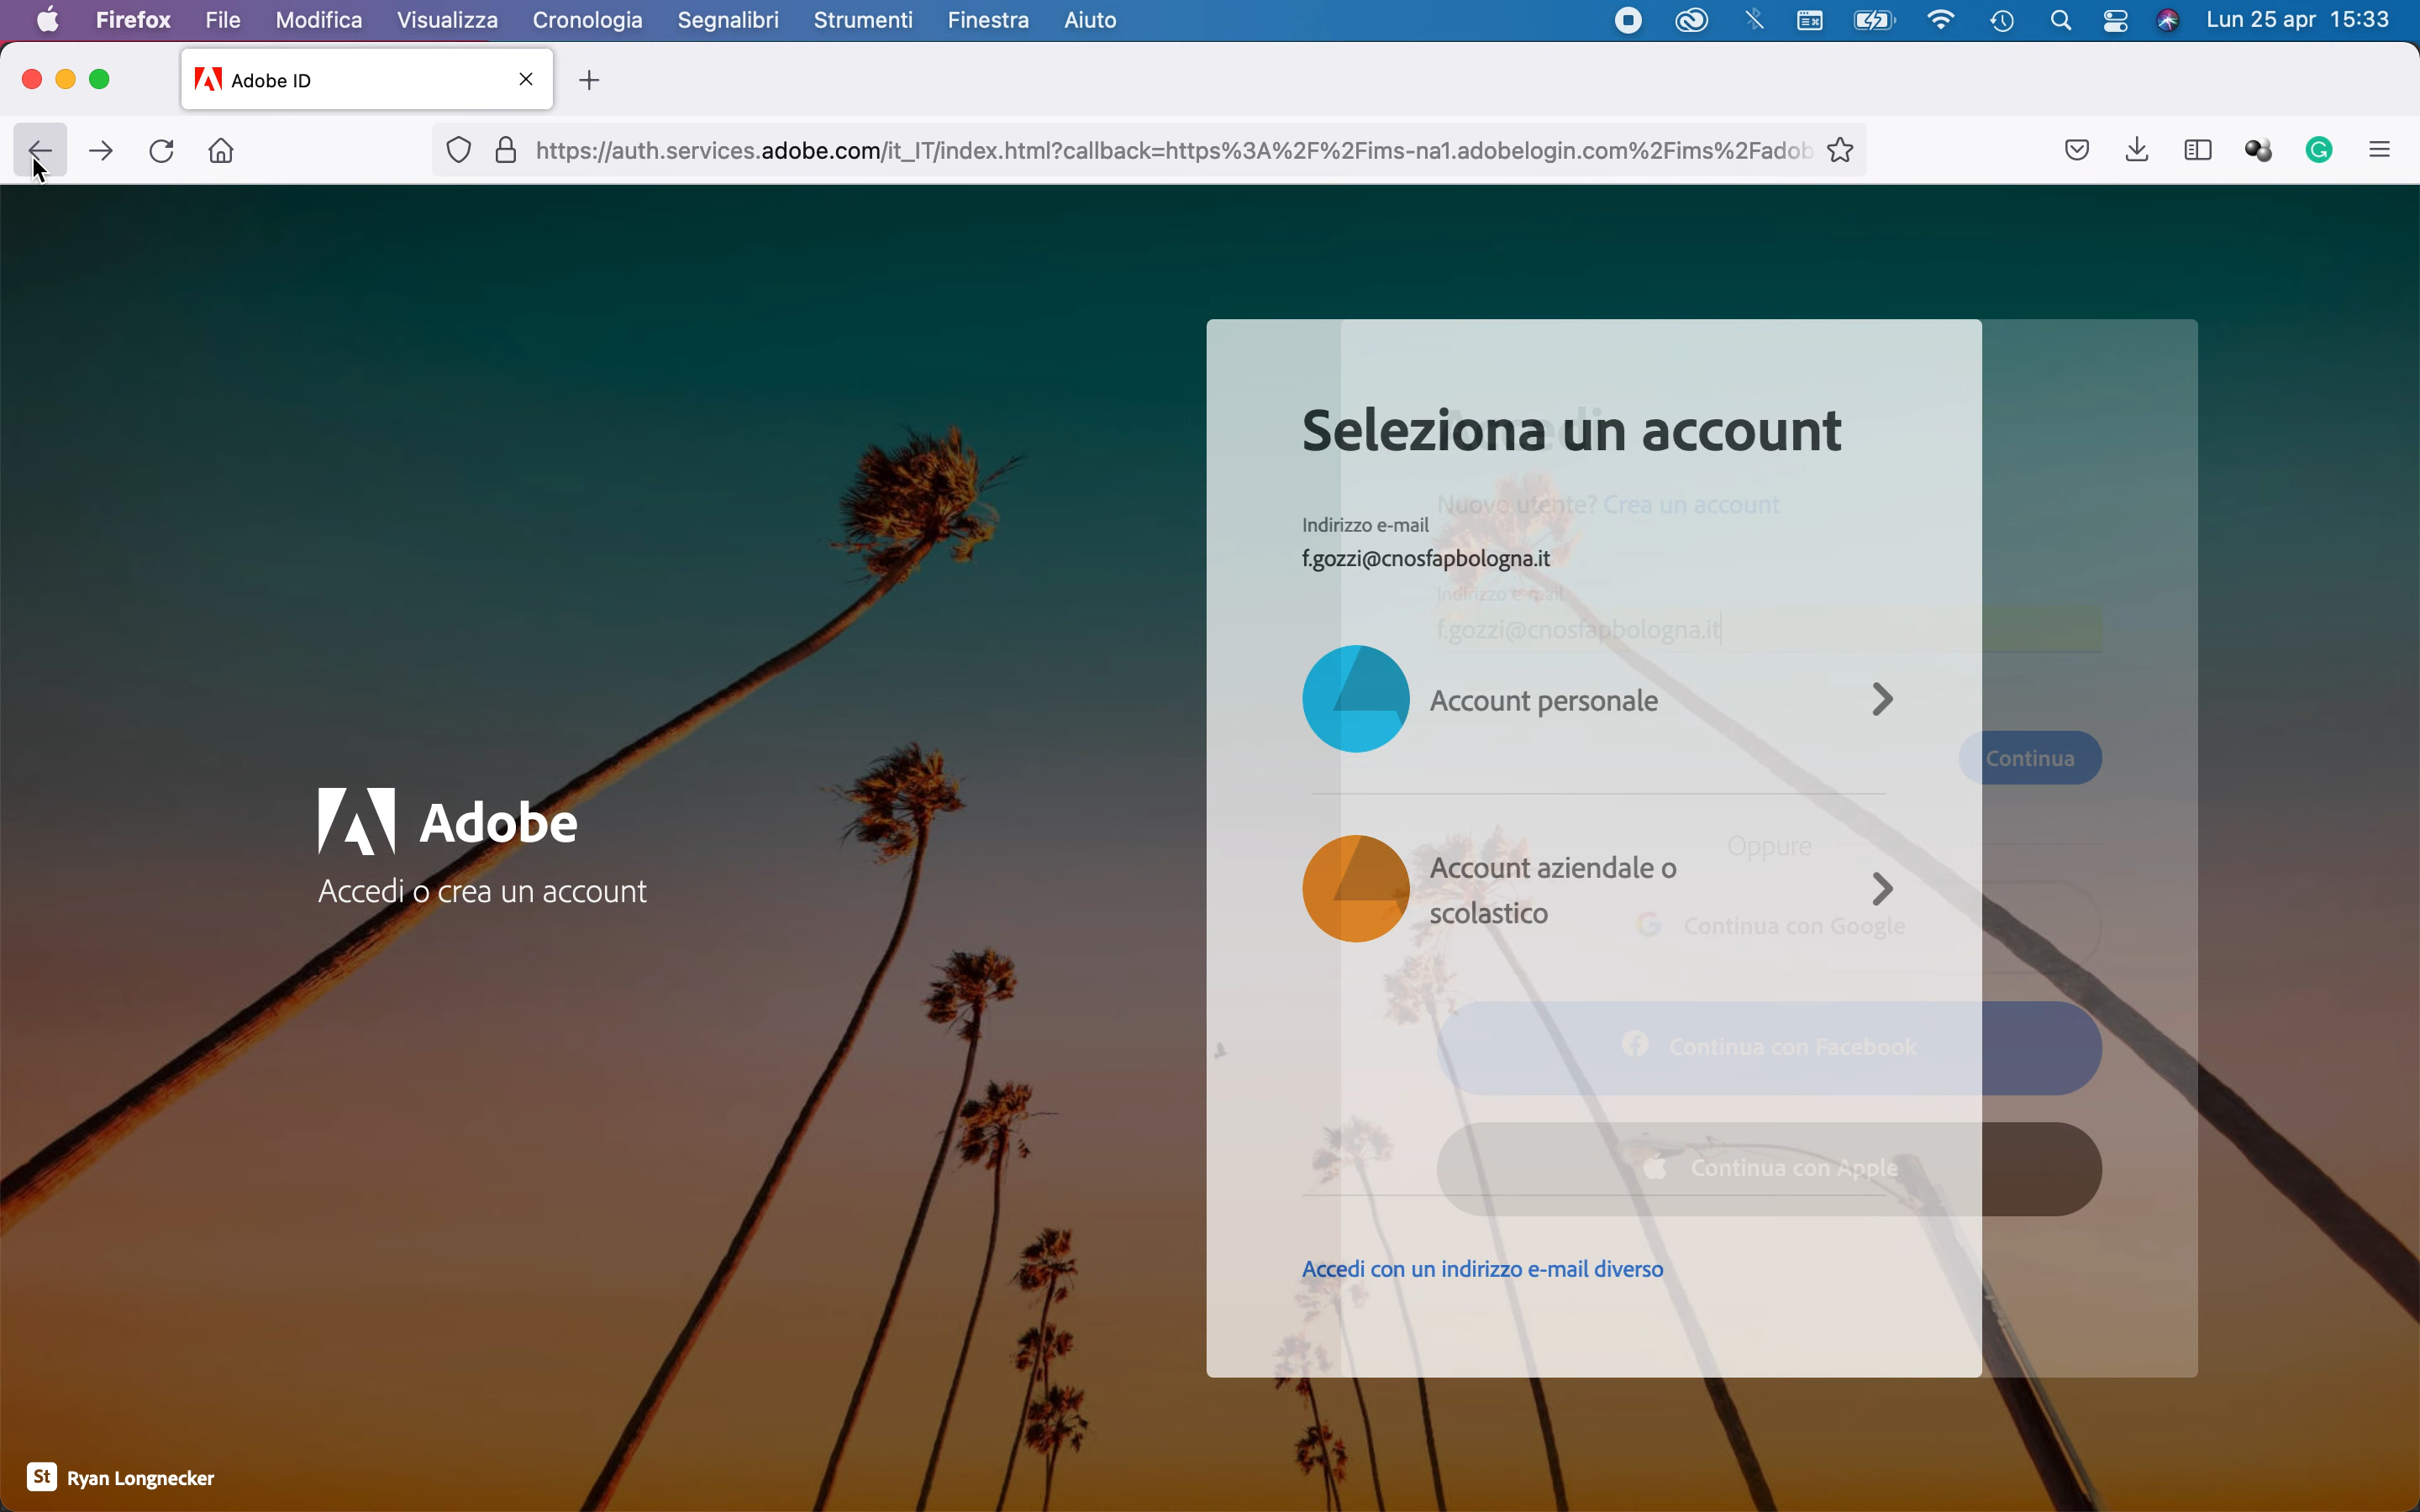 Firefox File Modifica Visualizza Cronologia Segnalibri Strumenti Finestra Aiuto Lun 25 apr 15:33
Adobe ID
https://auth.services.adobe.com/it_IT/index.html?callback=https%3A%2F%2Fims-na1.adobelogin.com%2Fims%2Fadob
Seleziona un account
Accedi
Nuovo utente? Crea un account
Indirizzo e-mail
f.gozzi@cnosfapbologna.it
Indirizzo e-mail
f.gozzi@cnosfapbologna.it
Account personale
Continua
Oppure
Account aziendale o
scolastico
Continua con Google
Continua con Facebook
Continua con Apple
Accedi con un indirizzo e-mail diverso
Adobe
Accedi o crea un account
St Ryan Longnecker